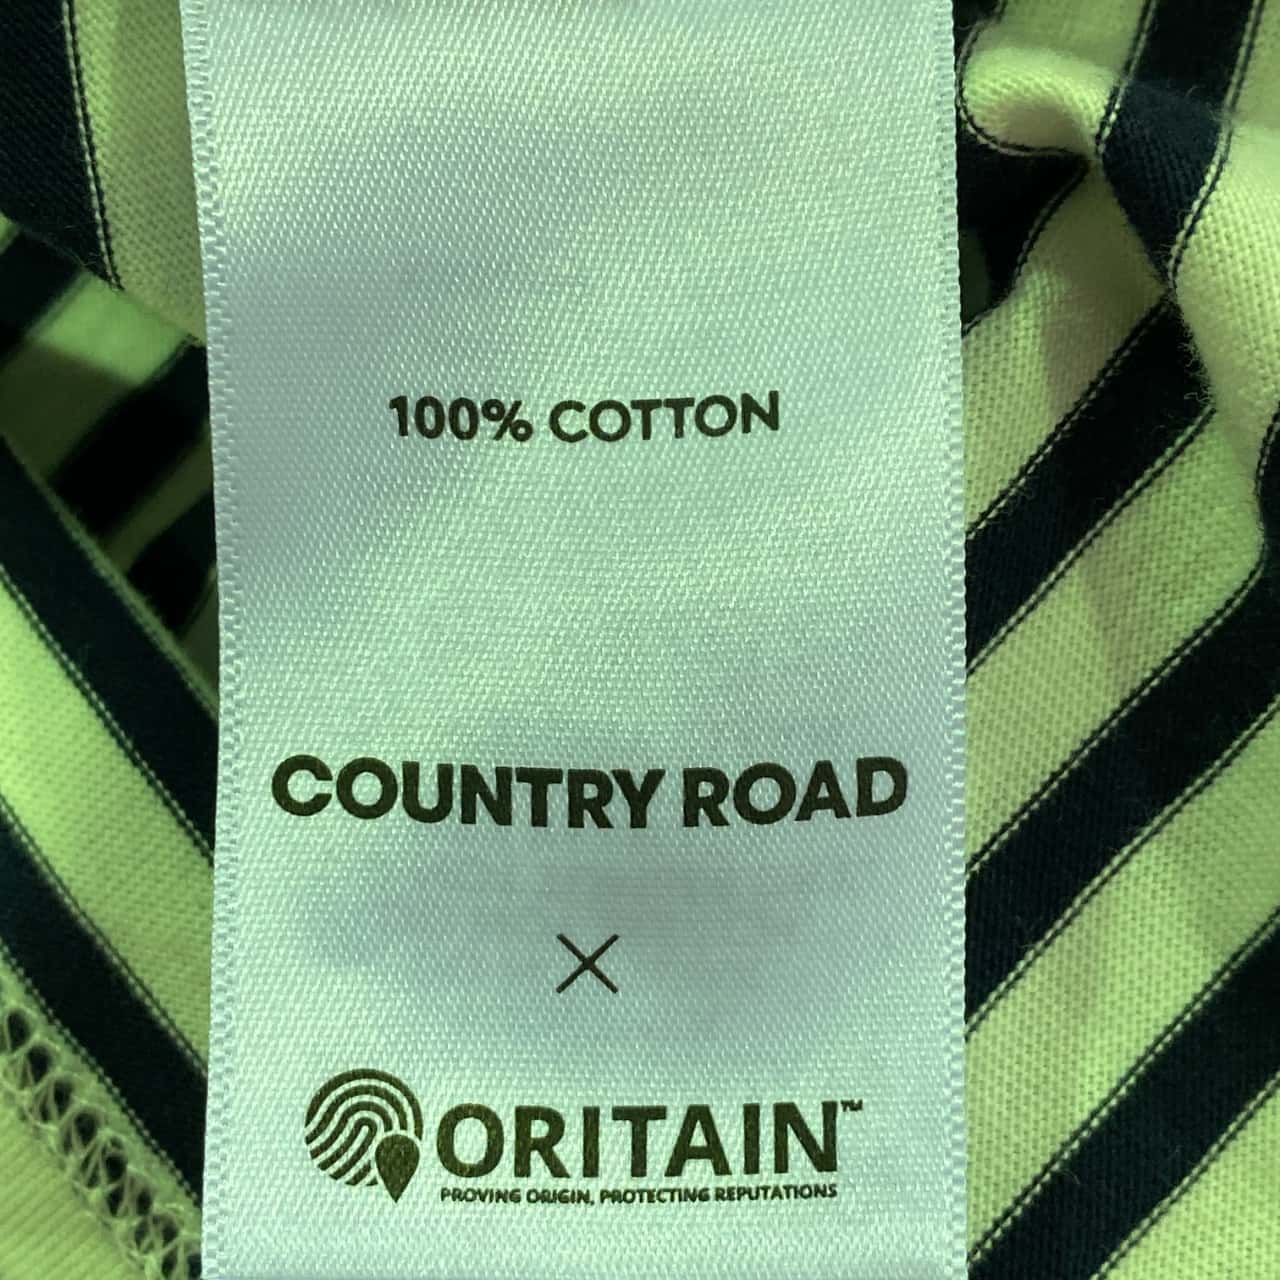 100% COTTON
COUNTRY ROAD
×
ORITAIN™
PROVING ORIGIN, PROTECTING REPUTATIONS